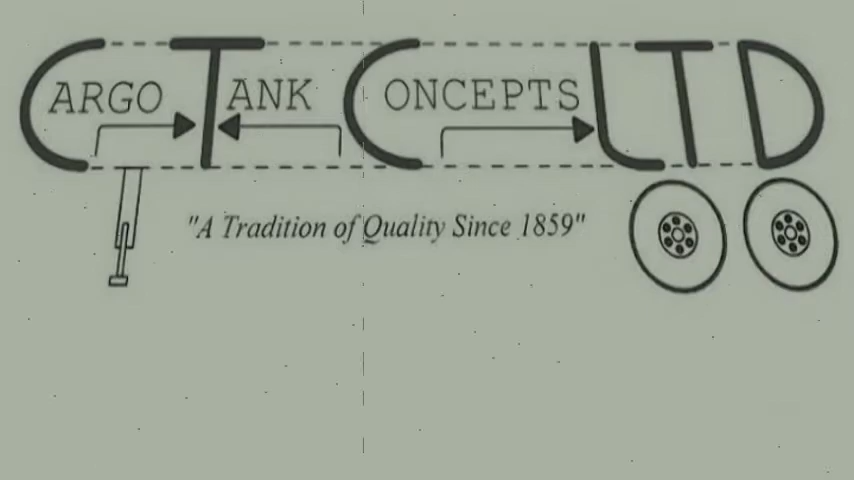 CARGO TANK CONCEPTS LTD
"A Tradition of Quality Since 1859"